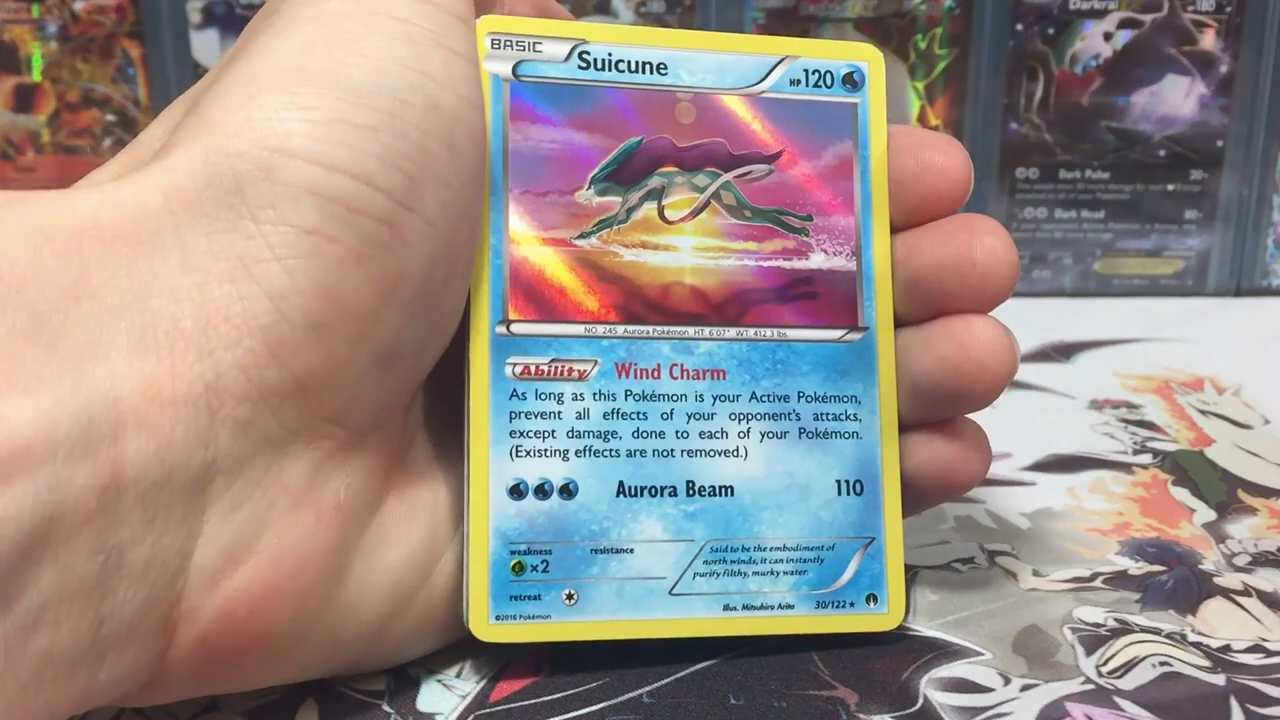 BASIC
Suicune
HP120
NO. 245 Aurora Pokémon HT: 6'07" WT: 412.3 lbs.
Ability Wind Charm
As long as this Pokémon is your Active Pokémon,
prevent all effects of your opponent's attacks,
except damage, done to each of your Pokémon.
(Existing effects are not removed.)
Aurora Beam 110
weakness resistance
×2
Said to be the embodiment of
north winds, it can instantly
purify filthy, murky water.
retreat
Illus. Mitsuhiro Arita 30/122
©2016 Pokémon
Darkrai 180
Dark Pulse
Dark Head